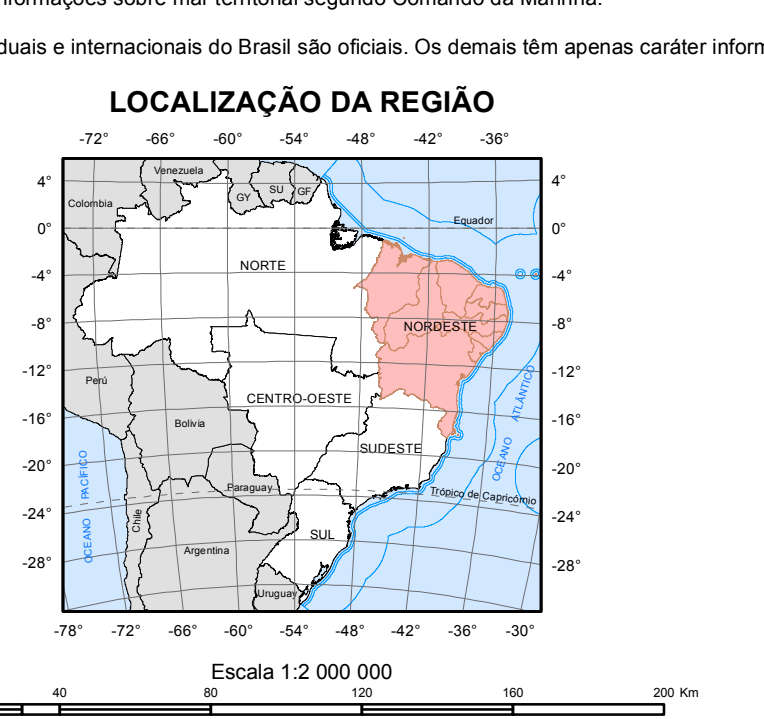 informações sobre mar territorial segundo Comando da Marinha.
duais e internacionais do Brasil são oficiais. Os demais têm apenas caráter inform
LOCALIZAÇÃO DA REGIÃO
-72° -66° -60° -54° -48° -42° -36°
4° Venezuela GY SU GF 4°
Colombia
0° Equador 0°
-4° NORTE -4°
-8° NORDESTE -8°
-12° Perú -12°
CENTRO-OESTE
OCEANO ATLÂNTICO
-16° Bolivia -16°
SUDESTE
-20° -20°
OCEANO PACÍFICO
Paraguay Trópico de Capricórnio
-24° Chile -24°
SUL
Argentina
-28° -28°
Uruguay
-78° -72° -66° -60° -54° -48° -42° -36° -30°
Escala 1:2 000 000
40 80 120 160 200 Km